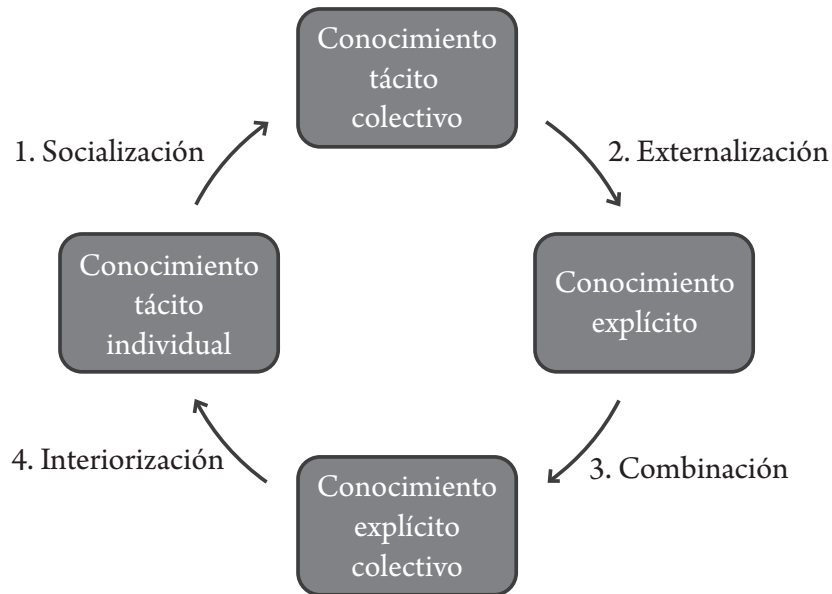 Conocimiento
tácito
colectivo
1. Socialización
2. Externalización
Conocimiento
tácito
individual
Conocimiento
explícito
4. Interiorización
3. Combinación
Conocimiento
explícito
colectivo